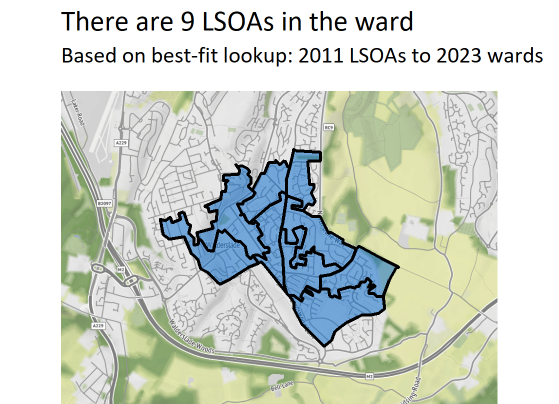 There are 9 LSOAs in the ward
Based on best-fit lookup: 2011 LSOAs to 2023 wards
A229
B2097
M2
A229
M2